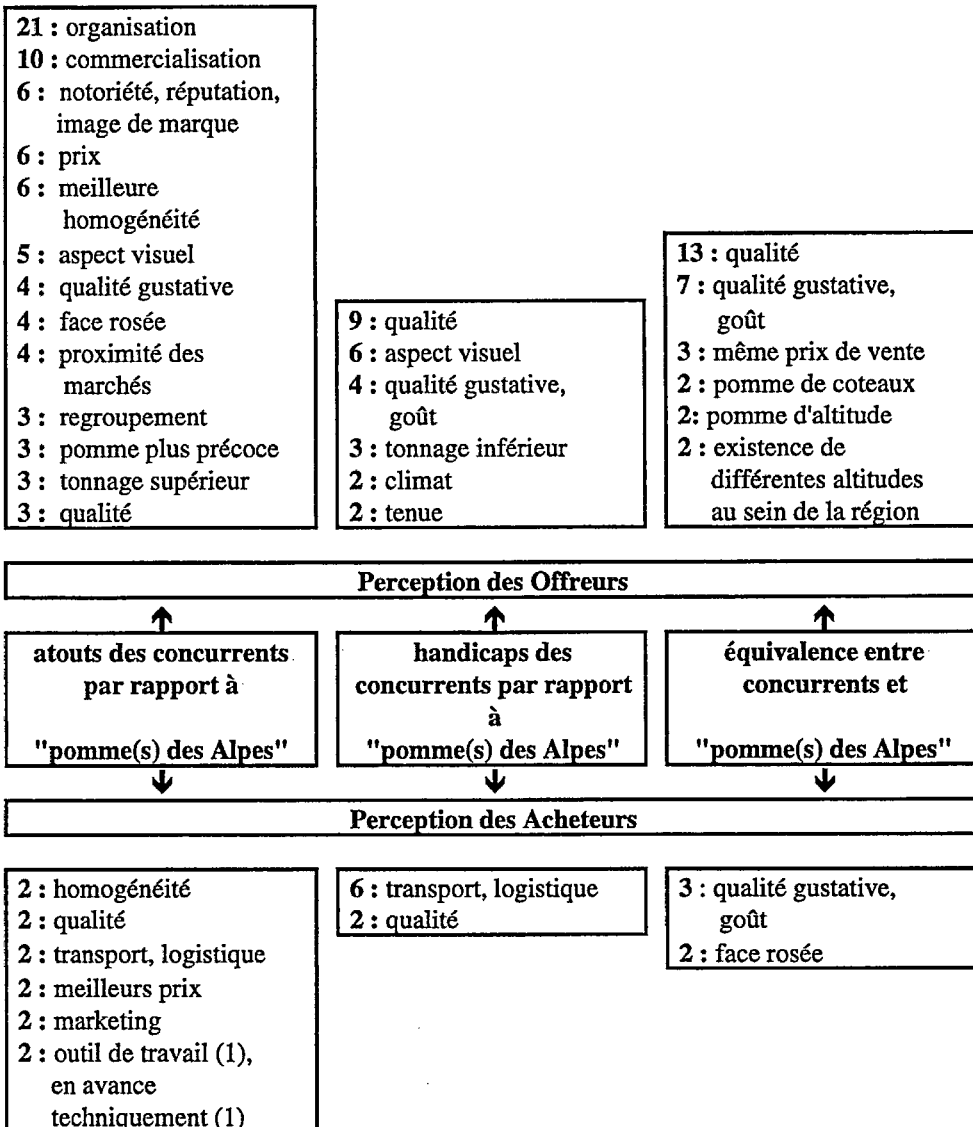 21 : organisation
10 : commercialisation
6 : notoriété, réputation,
image de marque
6 : prix
6 : meilleure
homogénéité
5 : aspect visuel
4 : qualité gustative
4 : face rosée
4 : proximité des
marchés
3 : regroupement
3 : pomme plus précoce
3 : tonnage supérieur
3 : qualité
9 : qualité
6 : aspect visuel
4 : qualité gustative,
goût
3 : tonnage inférieur
2 : climat
2 : tenue
13 : qualité
7 : qualité gustative,
goût
3 : même prix de vente
2 : pomme de coteaux
2: pomme d'altitude
2 : existence de
différentes altitudes
au sein de la région
Perception des Offreurs
atouts des concurrents
par rapport à
"pomme(s) des Alpes"
handicaps des
concurrents par rapport
à
"pomme(s) des Alpes"
équivalence entre
concurrents et
"pomme(s) des Alpes"
Perception des Acheteurs
2 : homogénéité
2 : qualité
2 : transport, logistique
2 : meilleurs prix
2 : marketing
2 : outil de travail (1),
en avance
techniquement (1)
6 : transport, logistique
2 : qualité
3 : qualité gustative,
goût
2 : face rosée